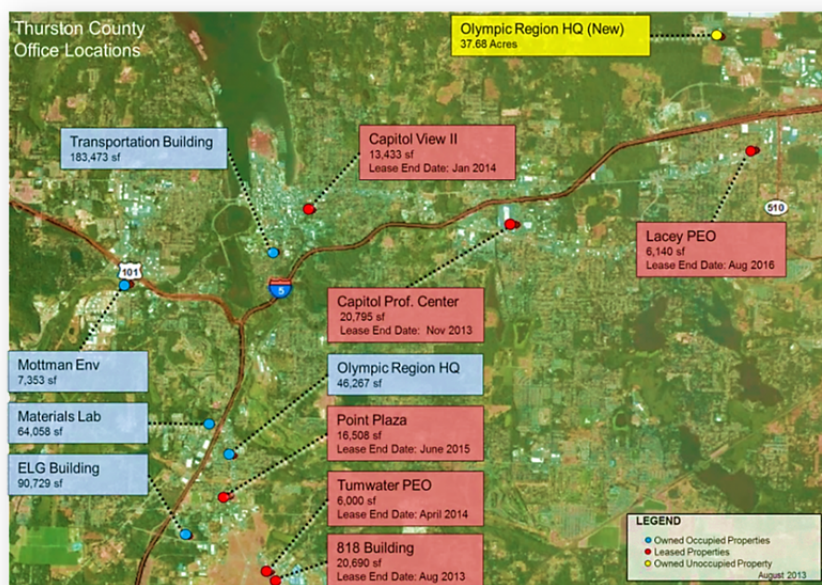 Thurston County
Office Locations
Olympic Region HQ (New)
37.68 Acres
Transportation Building
183,473 sf
Capitol View II
13,433 sf
Lease End Date: Jan 2014
510
Lacey PEO
6,140 sf
Lease End Date: Aug 2016
101
5
Capitol Prof. Center
20,795 sf
Lease End Date: Nov 2013
Mottman Env
7,353 sf
Olympic Region HQ
46,267 sf
Materials Lab
64,058 sf
Point Plaza
16,508 sf
Lease End Date: June 2015
ELG Building
90,729 sf
Tumwater PEO
6,000 sf
Lease End Date: April 2014
818 Building
20,690 sf
Lease End Date: Aug 2013
LEGEND
Owned Occupied Properties
Leased Properties
Owned Unoccupied Property
August 2013